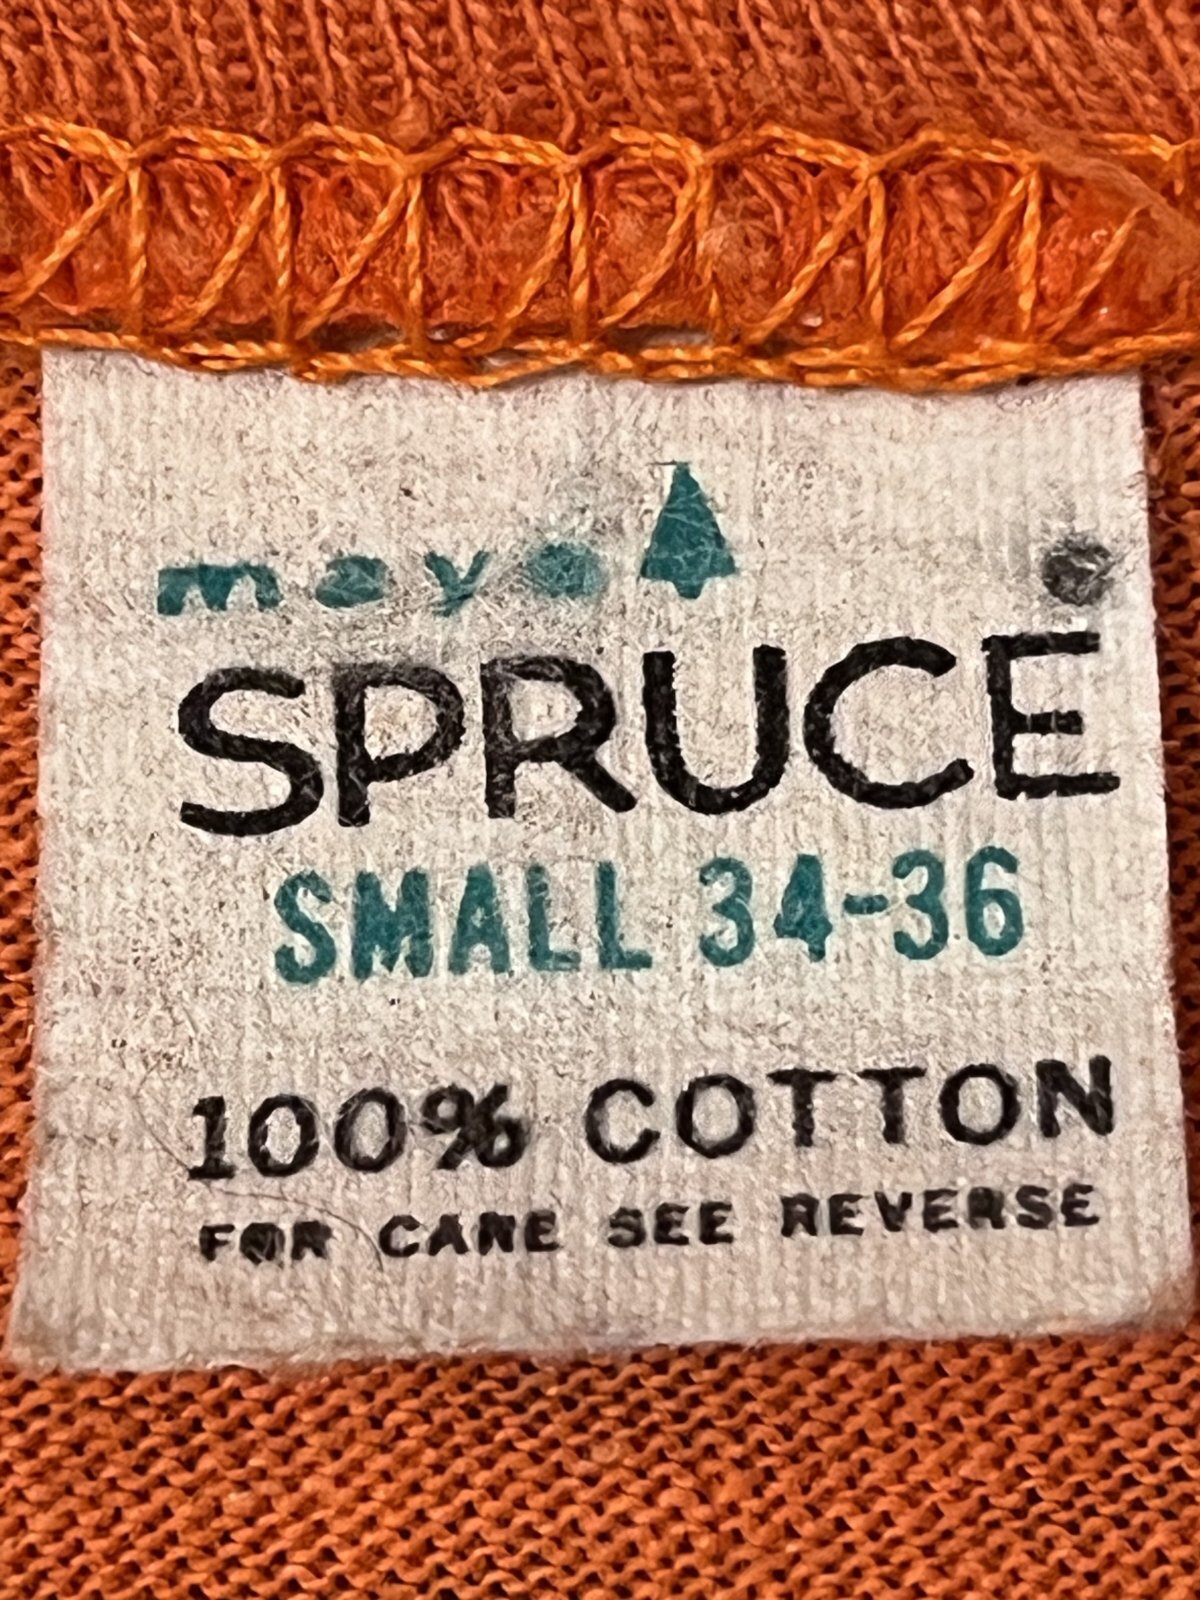 mayo
SPRUCE
SMALL 34-36
100% COTTON
FOR CARE SEE REVERSE